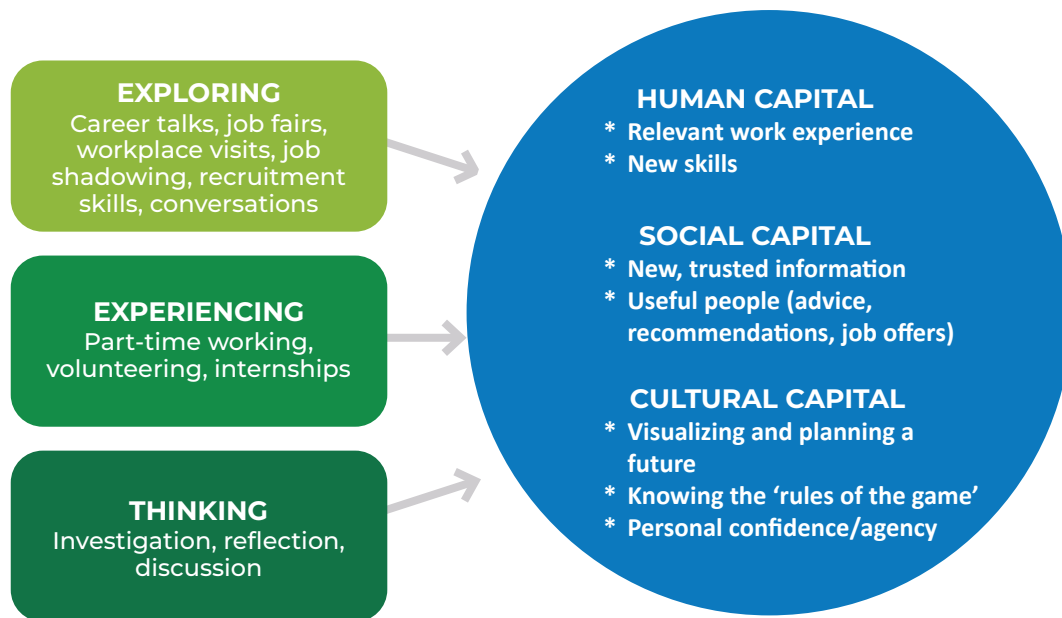 EXPLORING
Career talks, job fairs,
workplace visits, job
shadowing, recruitment
skills, conversations
EXPERIENCING
Part-time working,
volunteering, internships
THINKING
Investigation, reflection,
discussion
HUMAN CAPITAL
* Relevant work experience
* New skills
SOCIAL CAPITAL
* New, trusted information
* Useful people (advice,
recommendations, job offers)
CULTURAL CAPITAL
* Visualizing and planning a
future
* Knowing the ‘rules of the game’
* Personal confidence/agency